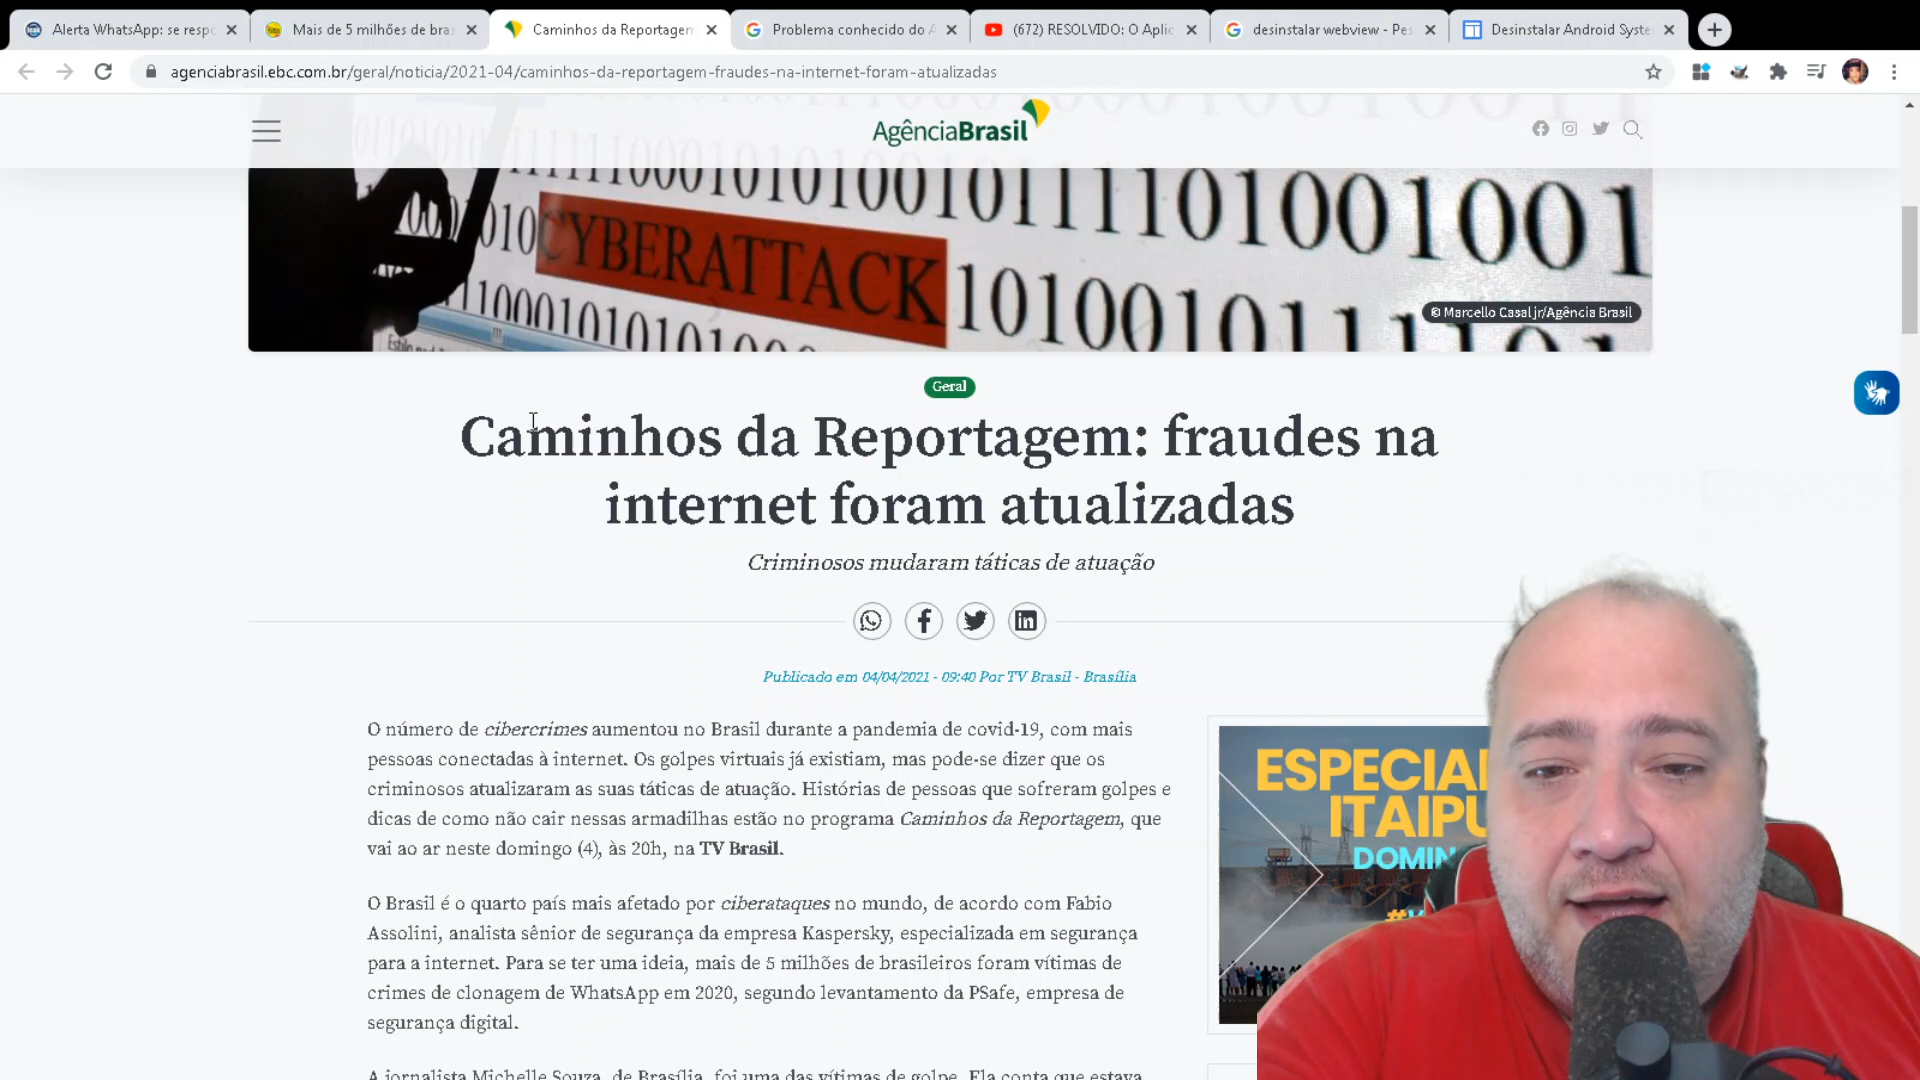 Alerta WhatsApp: se respo
Mais de 5 milhões de bras
Caminhos da Reportagem
Problema conhecido do A
(672) RESOLVIDO: O Aplic
desinstalar webview - Pes
Desinstalar Android Syste
agenciabrasil.ebc.com.br/geral/noticia/2021-04/caminhos-da-reportagem-fraudes-na-internet-foram-atualizadas
AgênciaBrasil
CYBERATTACK
© Marcello Casal jr/Agência Brasil
Geral
Caminhos da Reportagem: fraudes na
internet foram atualizadas
Criminosos mudaram táticas de atuação
Publicado em 04/04/2021 - 09:40 Por TV Brasil - Brasília
O número de cibercrimes aumentou no Brasil durante a pandemia de covid-19, com mais
pessoas conectadas à internet. Os golpes virtuais já existiam, mas pode-se dizer que os
criminosos atualizaram as suas táticas de atuação. Histórias de pessoas que sofreram golpes e
dicas de como não cair nessas armadilhas estão no programa Caminhos da Reportagem, que
vai ao ar neste domingo (4), às 20h, na TV Brasil.
O Brasil é o quarto país mais afetado por ciberataques no mundo, de acordo com Fabio
Assolini, analista sênior de segurança da empresa Kaspersky, especializada em segurança
para a internet. Para se ter uma ideia, mais de 5 milhões de brasileiros foram vítimas de
crimes de clonagem de WhatsApp em 2020, segundo levantamento da PSafe, empresa de
segurança digital.
A jornalista Michelle Souza, de Brasília, foi uma das vítimas de golpe. Ela conta que estava
ESPECIAL
ITAIPU
DOMIN